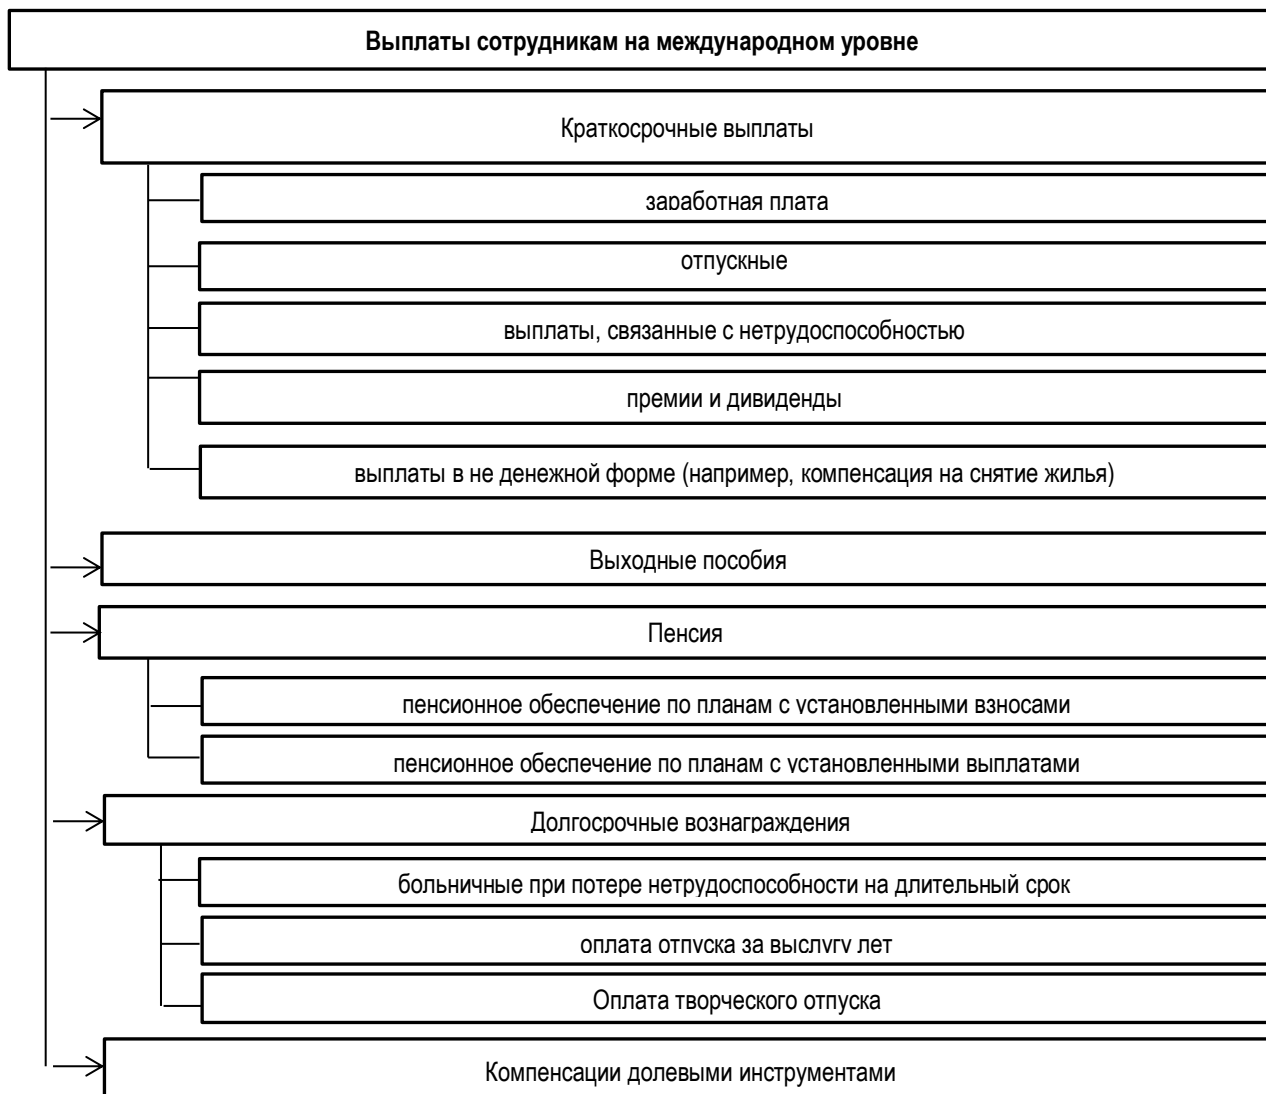 Выплаты сотрудникам на международном уровне
Краткосрочные выплаты
заработная плата
отпускные
выплаты, связанные с нетрудоспособностью
премии и дивиденды
выплаты в не денежной форме (например, компенсация на снятие жилья)
Выходные пособия
Пенсия
пенсионное обеспечение по планам с установленными взносами
пенсионное обеспечение по планам с установленными выплатами
Долгосрочные вознаграждения
больничные при потере нетрудоспособности на длительный срок
оплата отпуска за выслугу лет
Оплата творческого отпуска
Компенсации долевыми инструментами